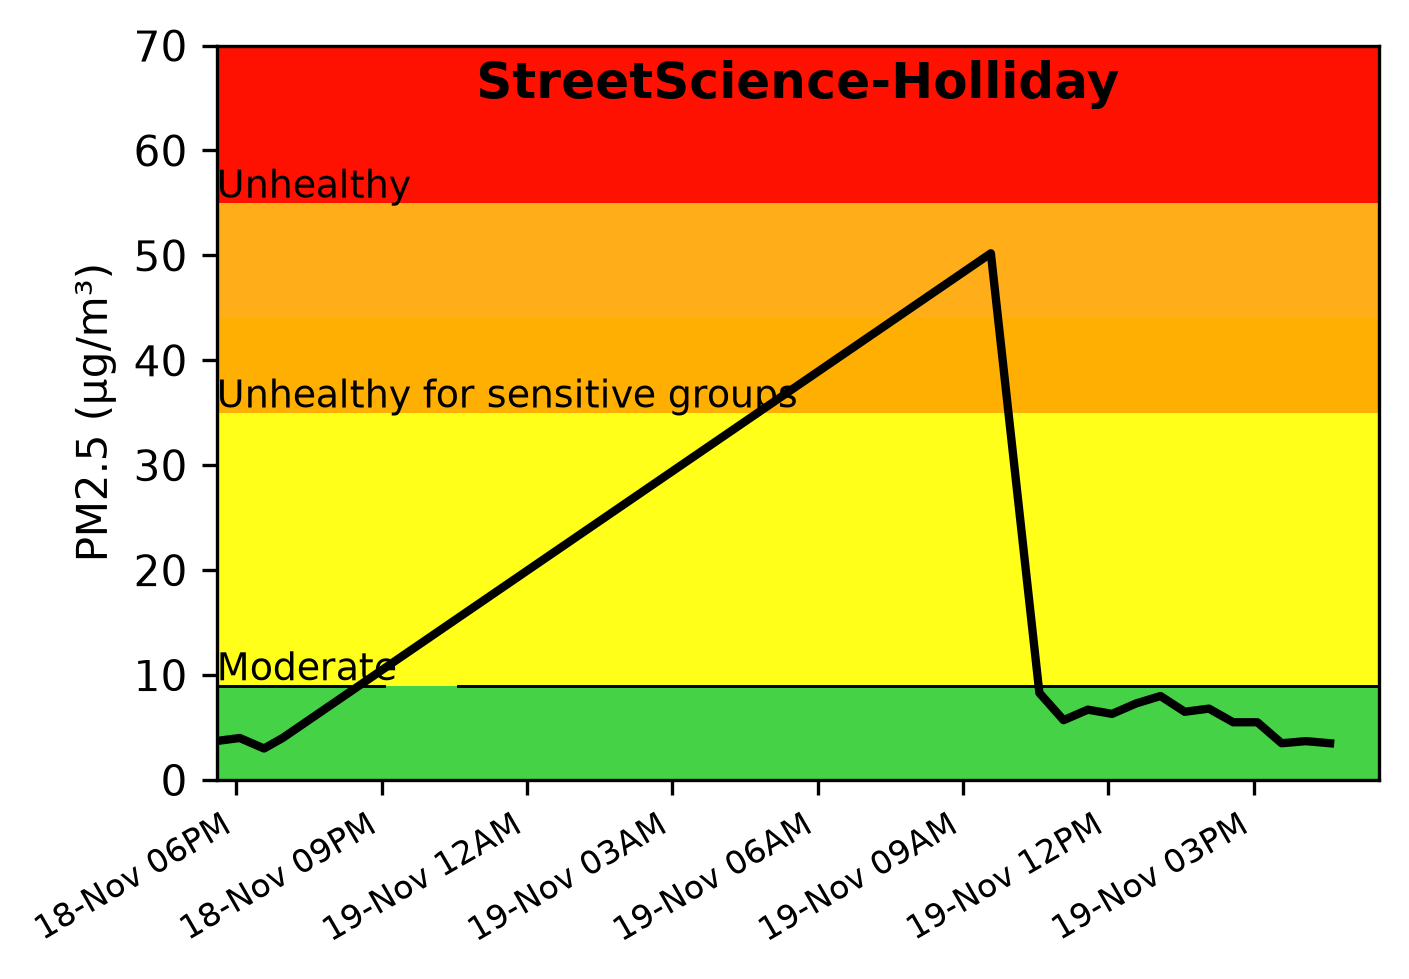 StreetScience-Holliday
70
60
Unhealthy
50
40
Unhealthy for sensitive groups
30
20
Moderate
10
0
PM2.5 (µg/m³)
18-Nov 06PM
18-Nov 09PM
19-Nov 12AM
19-Nov 03AM
19-Nov 06AM
19-Nov 09AM
19-Nov 12PM
19-Nov 03PM